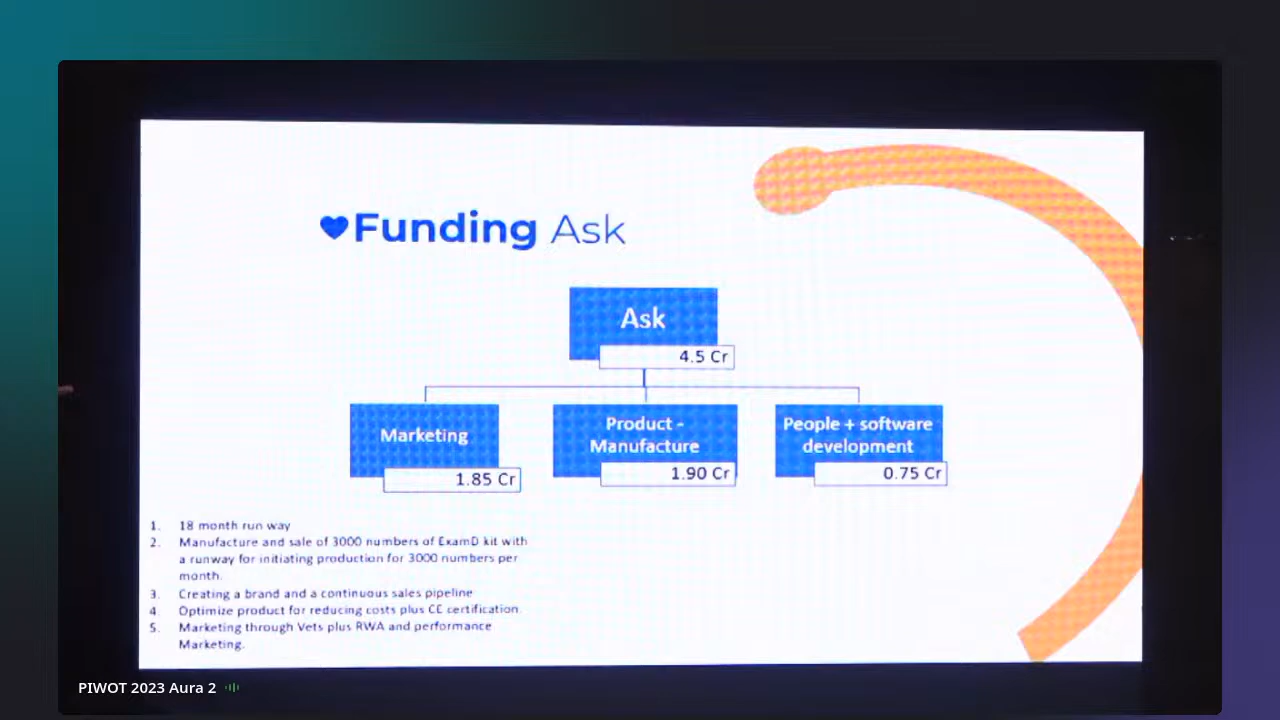 Funding Ask
Ask
4.5 Cr
Marketing
1.85 Cr
Product -
Manufacture
1.90 Cr
People + software
development
0.75 Cr
1. 18 month run way
2. Manufacture and sale of 3000 numbers of ExamD kit with
a runway for initiating production for 3000 numbers per
month.
3. Creating a brand and a continuous sales pipeline
4. Optimize product for reducing costs plus CE certification.
5. Marketing through Vets plus RWA and performance
Marketing.
PIWOT 2023 Aura 2